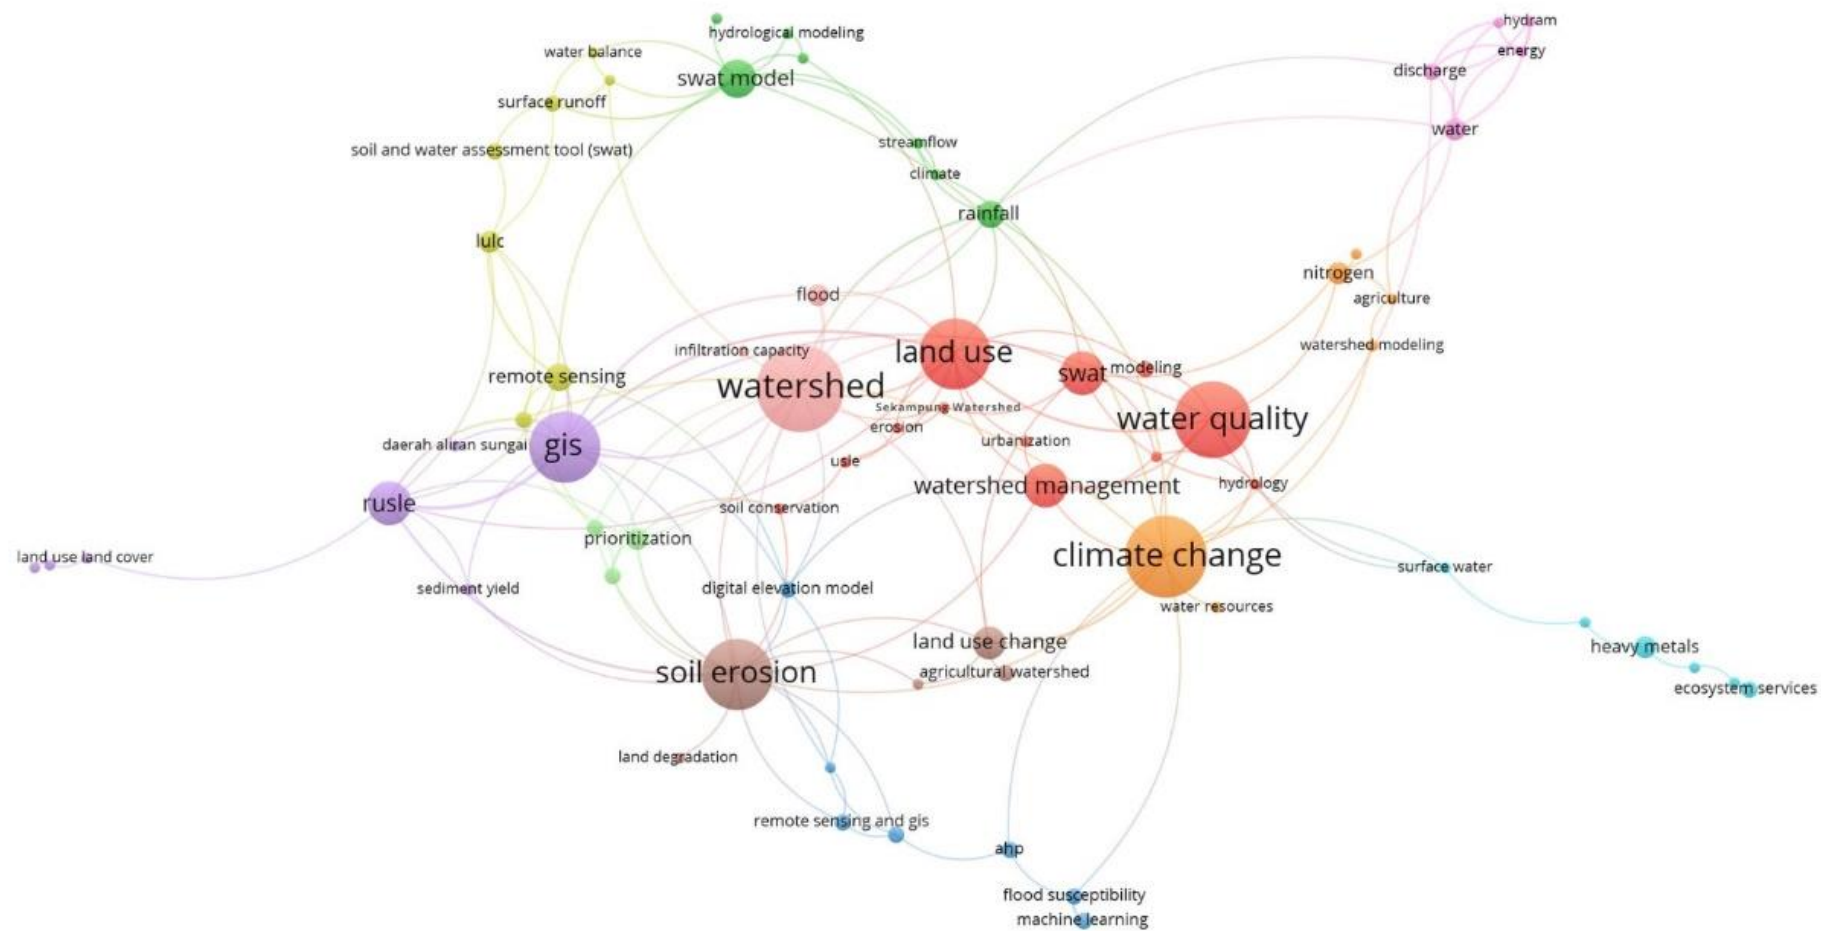 hydram
hydrological modeling
water balance
energy
discharge
swat model
surface runoff
water
streamflow
soil and water assessment tool (swat)
climate
rainfall
lulc
nitrogen
flood
agriculture
watershed modeling
infiltration capacity
land use
modeling
swat
remote sensing
watershed
Sekampung Watershed
water quality
erosion
urbanization
daerah aliran sungai
gis
usle
hydrology
watershed management
rusle
soil conservation
prioritization
land use land cover
climate change
surface water
sediment yield
digital elevation model
water resources
land use change
heavy metals
soil erosion
agricultural watershed
ecosystem services
land degradation
remote sensing and gis
ahp
flood susceptibility
machine learning